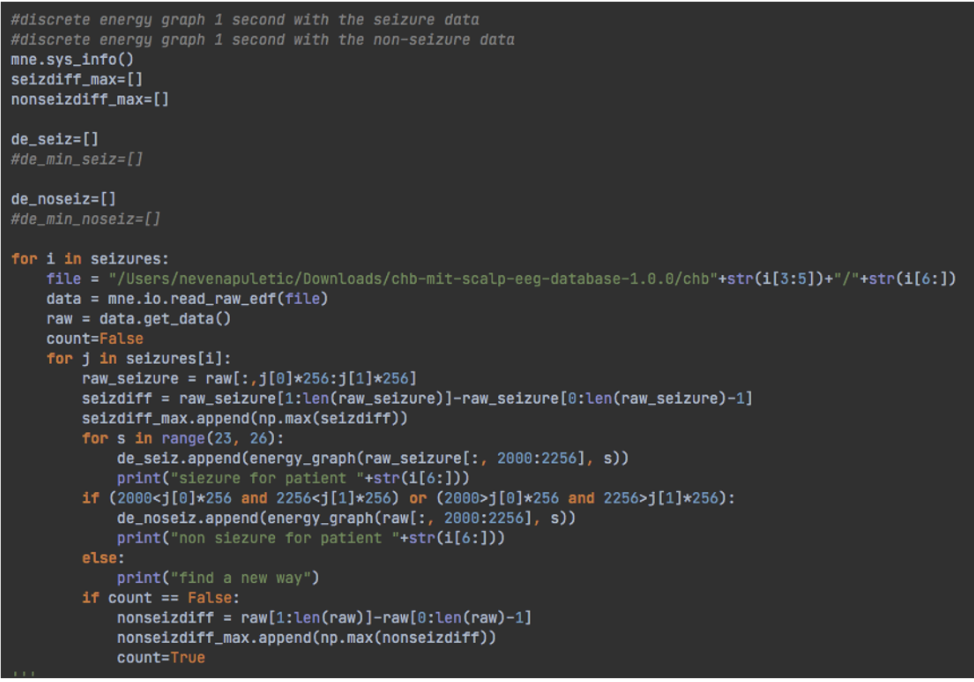 #discrete energy graph 1 second with the seizure data
#discrete energy graph 1 second with the non-seizure data
mne.sys_info()
seizdiff_max=[]
nonseizdiff_max=[]

de_seiz=[]
#de_min_seiz=[]

de_noseiz=[]
#de_min_noseiz=[]

for i in seizures:
    file = "/Users/nevenapuletic/Downloads/chb-mit-scalp-eeg-database-1.0.0/chb"+str(i[3:5])+"/"+str(i[6:])
    data = mne.io.read_raw_edf(file)
    raw = data.get_data()
    count=False
    for j in seizures[i]:
        raw_seizure = raw[:,j[0]*256:j[1]*256]
        seizdiff = raw_seizure[1:len(raw_seizure)]-raw_seizure[0:len(raw_seizure)-1]
        seizdiff_max.append(np.max(seizdiff))
        for s in range(23, 26):
            de_seiz.append(energy_graph(raw_seizure[:, 2000:2256], s))
            print("siezure for patient "+str(i[6:]))
        if (2000<j[0]*256 and 2256<j[1]*256) or (2000>j[0]*256 and 2256>j[1]*256):
            de_noseiz.append(energy_graph(raw[:, 2000:2256], s))
            print("non siezure for patient "+str(i[6:]))
        else:
            print("find a new way")
        if count == False:
            nonseizdiff = raw[1:len(raw)]-raw[0:len(raw)-1]
            nonseizdiff_max.append(np.max(nonseizdiff))
            count=True
'''